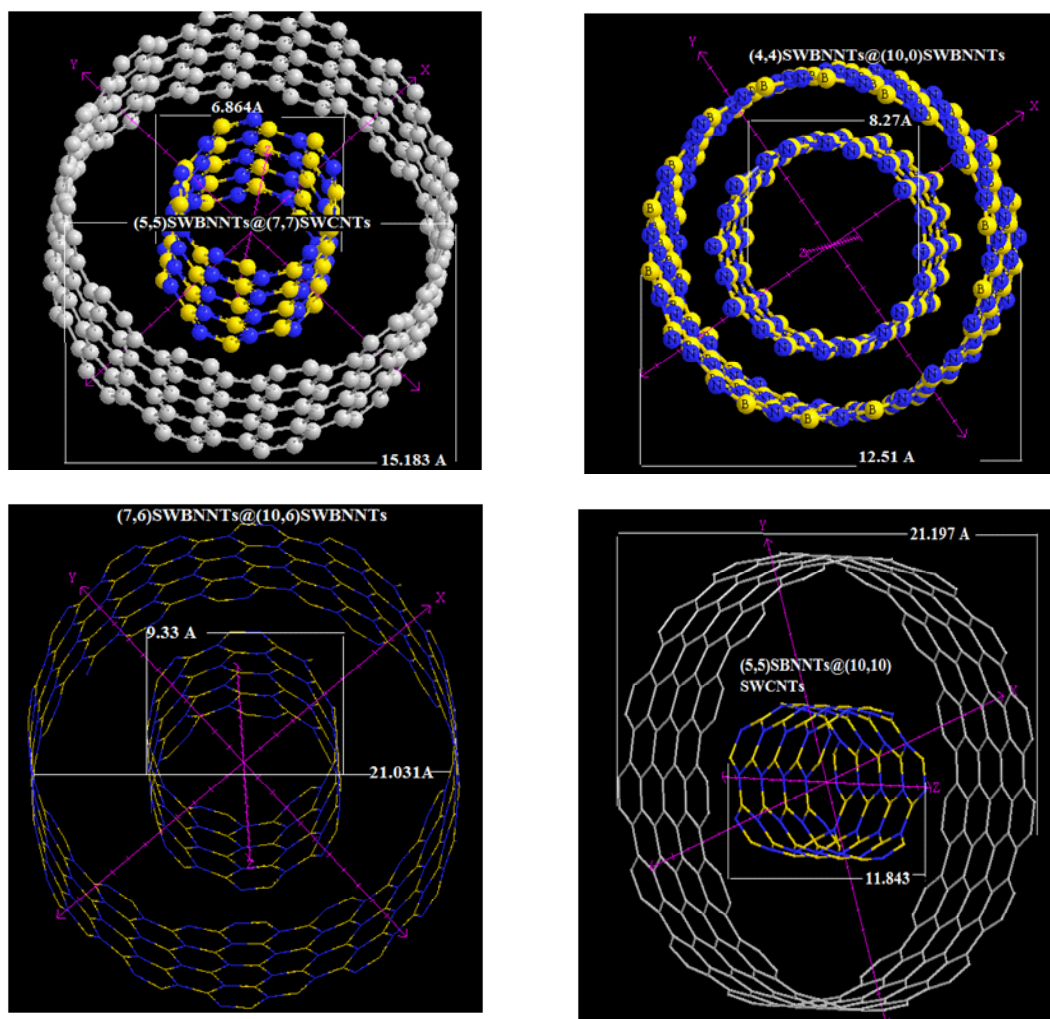 Y
X
6.864A
(5,5)SWBNNTs@(7,7)SWCNTs
15.183 A
(4,4)SWBNNTs@(10,0)SWBNNTs
Y
X
8.27A
B
N
Z
12.51 A
(7,6)SWBNNTs@(10,6)SWBNNTs
Y
X
9.33 A
21.031A
Y
21.197 A
(5,5)SBNNTs@(10,10)
SWCNTs
X
Z
11.843